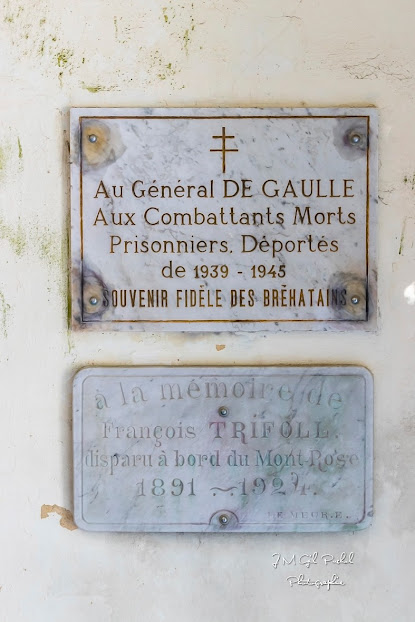 Au Général DE GAULLE
Aux Combattants Morts
Prisonniers. Déportés
de 1939 - 1945
SOUVENIR FIDÈLE DES BRÉHATAINS
à la mémoire de
François TRIFOLL.
disparu à bord du Mont-Rose
1891 ~ 1924.
Photographie